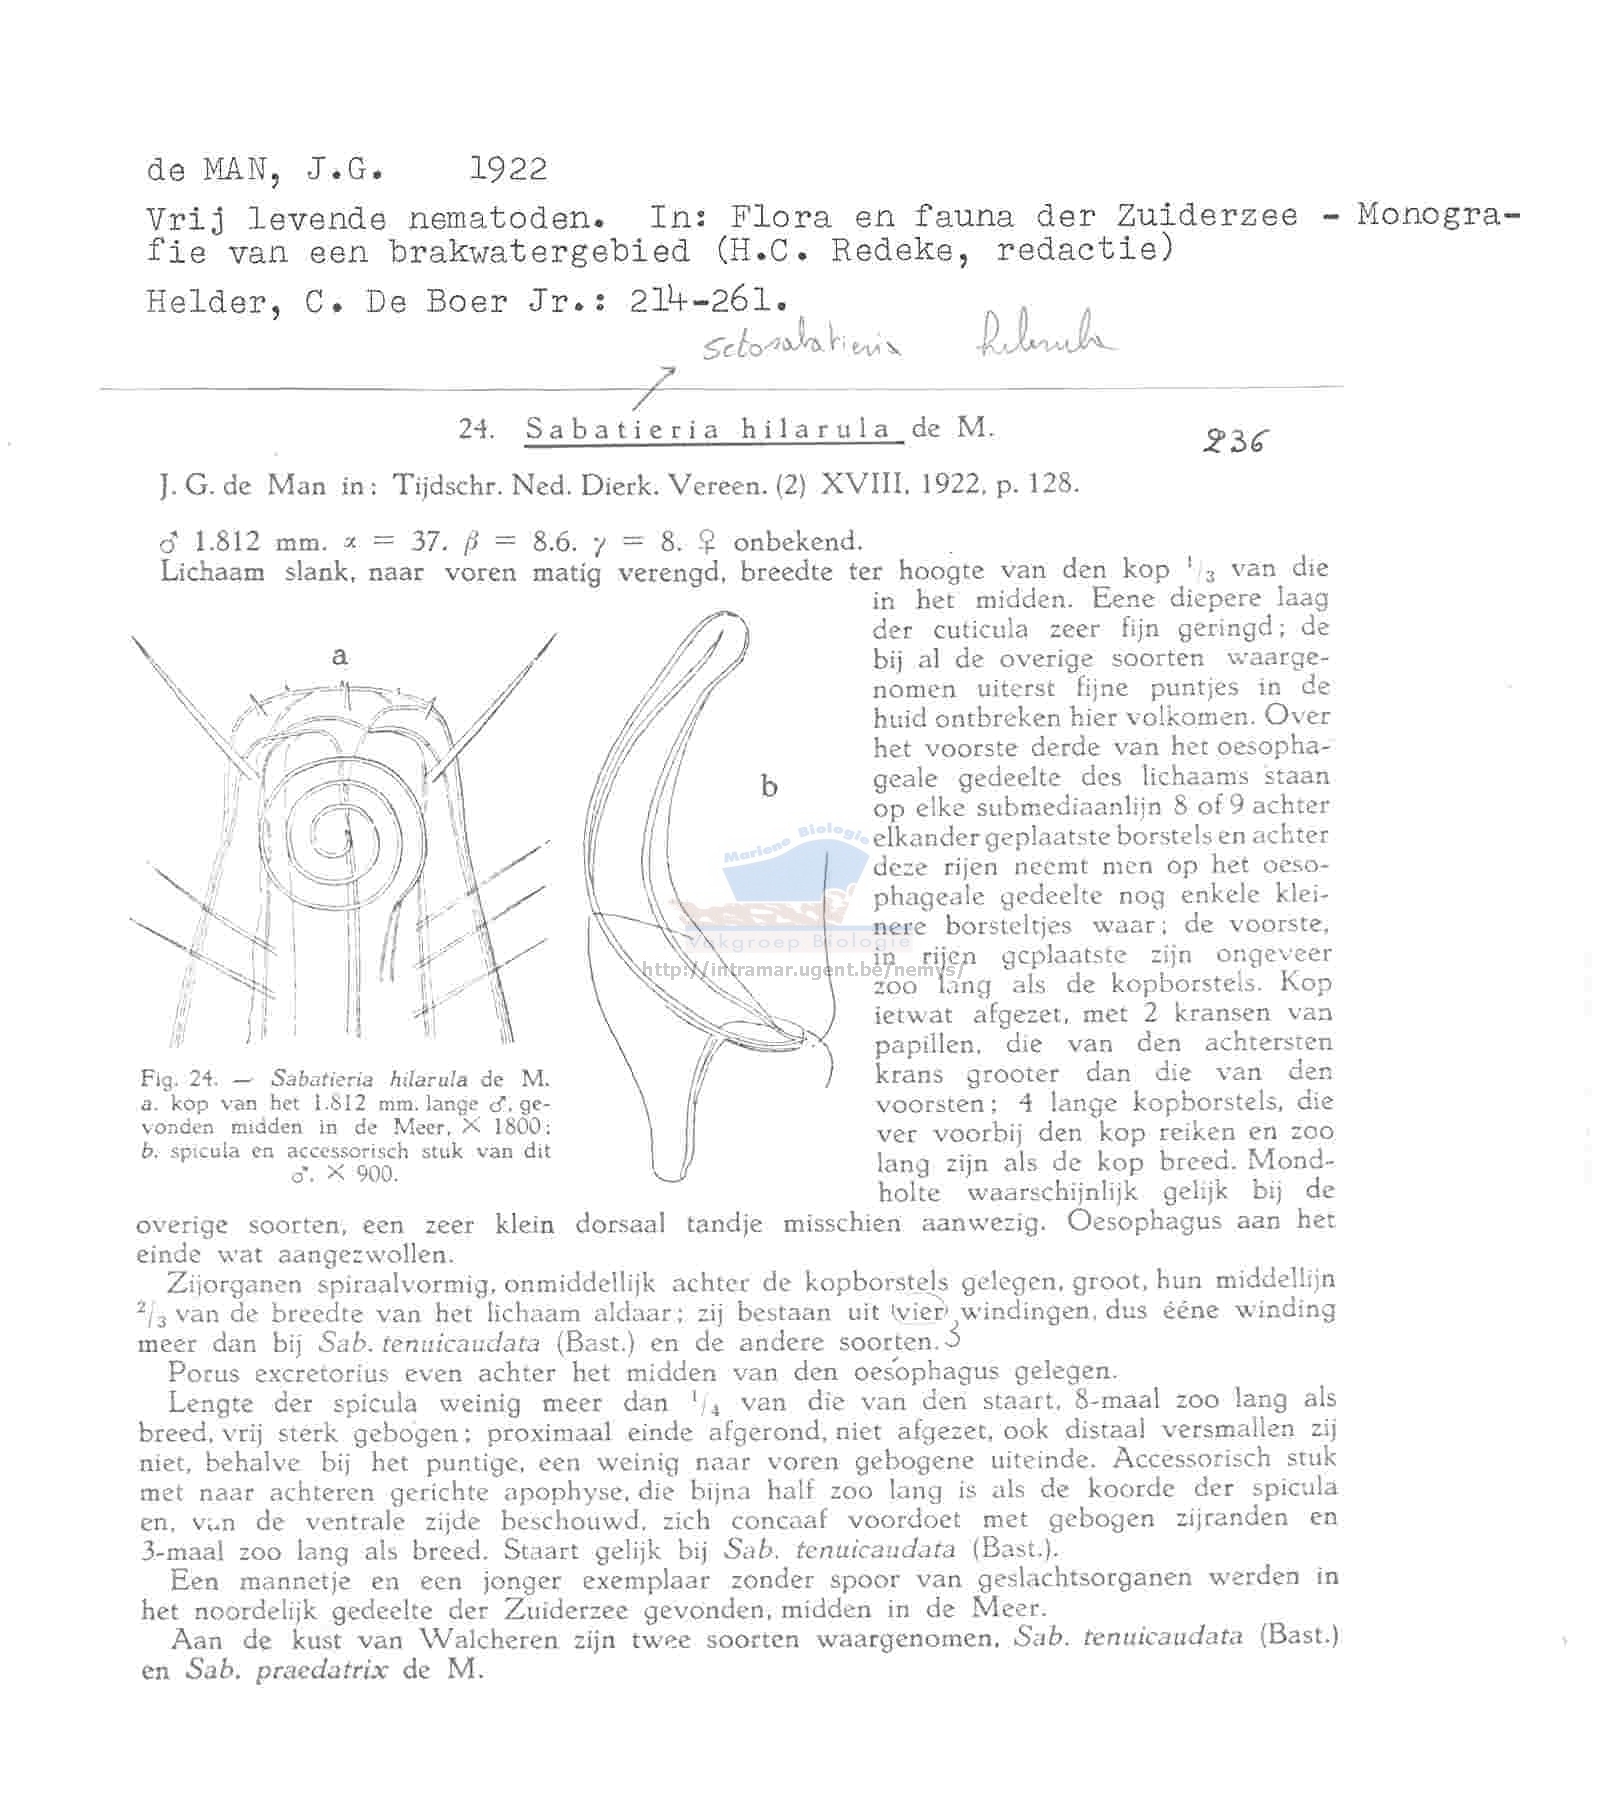 de MAN, J.G. 1922
Vrij levende nematoden. In: Flora en fauna der Zuiderzee - Monogra-
fie van een brakwatergebied (H.C. Redeke, redactie)
Helder, C. De Boer Jr.: 214-261.
Setosabatieria hilarula
24. Sabatieria hilarula de M.
236
J. G. de Man in: Tijdschr. Ned. Dierk. Vereen. (2) XVIII, 1922, p. 128.
♂ 1.812 mm. α = 37. β = 8.6. γ = 8. ♀ onbekend.
Lichaam slank, naar voren matig verengd, breedte ter hoogte van den kop 1/3 van die
in het midden. Eene diepere laag
der cuticula zeer fijn geringd; de
bij al de overige soorten waarge-
nomen uiterst fijne puntjes in de
huid ontbreken hier volkomen. Over
het voorste derde van het oesopha-
geale gedeelte des lichaams staan
op elke submediaanlijn 8 of 9 achter
elkander geplaatste borstels en achter
deze rijen neemt men op het oeso-
phageale gedeelte nog enkele klei-
nere borsteltjes waar; de voorste,
in rijen geplaatste zijn ongeveer
zoo lang als de kopborstels. Kop
ietwat afgezet, met 2 kransen van
papillen, die van den achtersten
krans grooter dan die van den
voorsten; 4 lange kopborstels, die
ver voorbij den kop reiken en zoo
lang zijn als de kop breed. Mond-
holte waarschijnlijk gelijk bij de
a
b
Mariene Biologie
Vakgroep Biologie
http://intramar.ugent.be/nemys/
Fig. 24. — Sabatieria hilarula de M.
a. kop van het 1.812 mm. lange ♂, ge-
vonden midden in de Meer, × 1800;
b. spicula en accessorisch stuk van dit
♂. × 900.
overige soorten, een zeer klein dorsaal tandje misschien aanwezig. Oesophagus aan het
einde wat aangezwollen.
Zijorganen spiraalvormig, onmiddellijk achter de kopborstels gelegen, groot, hun middellijn
2/3 van de breedte van het lichaam aldaar; zij bestaan uit (vier) windingen, dus ééne winding
meer dan bij Sab. tenuicaudata (Bast.) en de andere soorten. 3
Porus excretorius even achter het midden van den oesophagus gelegen.
Lengte der spicula weinig meer dan 1/4 van die van den staart, 8-maal zoo lang als
breed, vrij sterk gebogen; proximaal einde afgerond, niet afgezet, ook distaal versmallen zij
niet, behalve bij het puntige, een weinig naar voren gebogene uiteinde. Accessorisch stuk
met naar achteren gerichte apophyse, die bijna half zoo lang is als de koorde der spicula
en, van de ventrale zijde beschouwd, zich concaaf voordoet met gebogen zijranden en
3-maal zoo lang als breed. Staart gelijk bij Sab. tenuicaudata (Bast.).
Een mannetje en een jonger exemplaar zonder spoor van geslachtsorganen werden in
het noordelijk gedeelte der Zuiderzee gevonden, midden in de Meer.
Aan de kust van Walcheren zijn twee soorten waargenomen, Sab. tenuicaudata (Bast.)
en Sab. praedatrix de M.